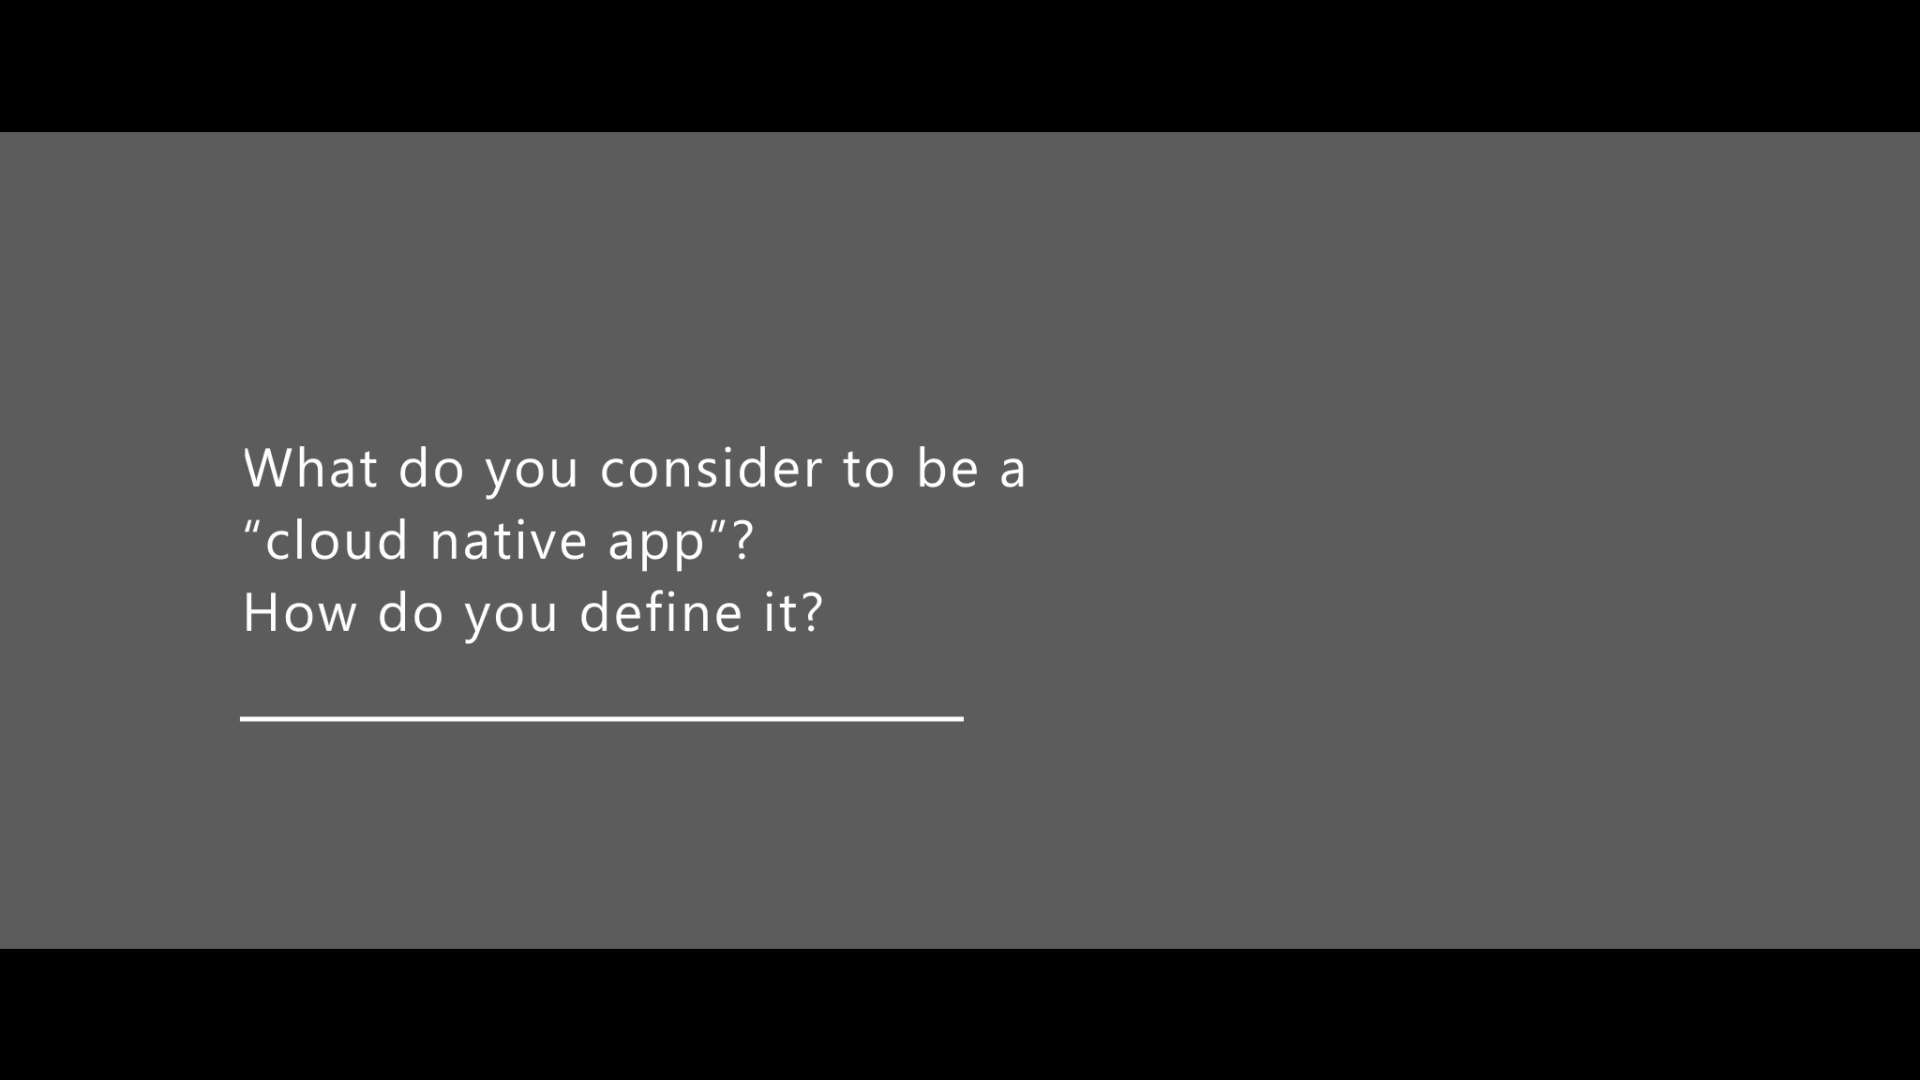 What do you consider to be a
“cloud native app”?
How do you define it?